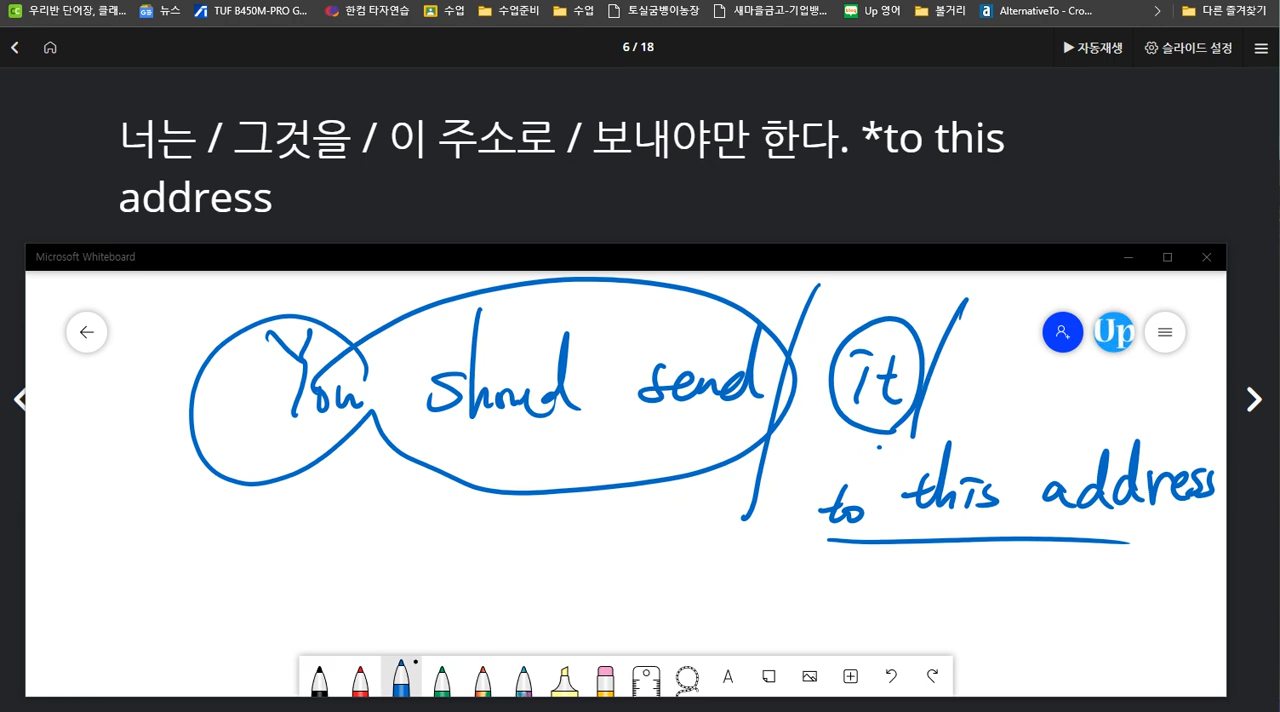 우리반 단어장, 클래... 뉴스 TUF B450M-PRO G... 한컴 타자연습 수업 수업준비 수업 토실굼벵이농장 새마을금고-기업뱅... Up 영어 볼거리 AlternativeTo - Cro... 다른 즐겨찾기
6 / 18 자동재생 슬라이드 설정
너는 / 그것을 / 이 주소로 / 보내야만 한다. *to this
address
Microsoft Whiteboard
Up
You should send / it /
to this address